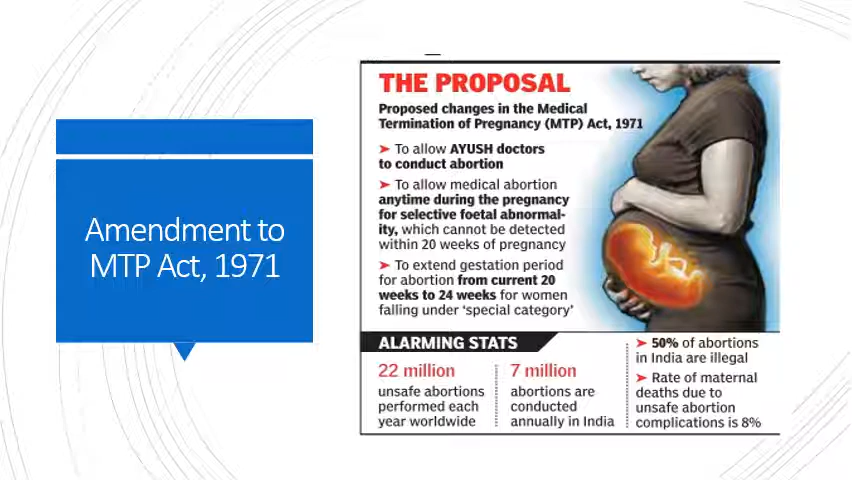 Amendment to
MTP Act, 1971
THE PROPOSAL
Proposed changes in the Medical
Termination of Pregnancy (MTP) Act, 1971
➤ To allow AYUSH doctors
to conduct abortion
➤ To allow medical abortion
anytime during the pregnancy
for selective foetal abnormal-
ity, which cannot be detected
within 20 weeks of pregnancy
➤ To extend gestation period
for abortion from current 20
weeks to 24 weeks for women
falling under ‘special category’
ALARMING STATS
22 million
unsafe abortions
performed each
year worldwide
7 million
abortions are
conducted
annually in India
➤ 50% of abortions
in India are illegal
➤ Rate of maternal
deaths due to
unsafe abortion
complications is 8%